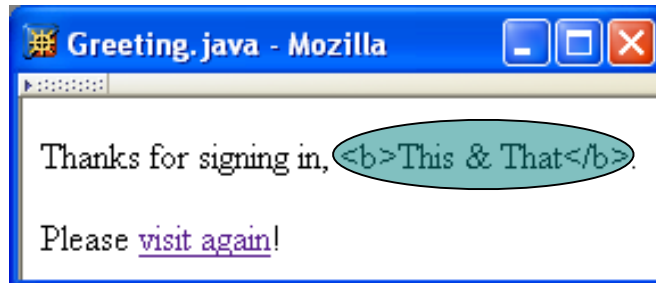 Greeting.java - Mozilla
Thanks for signing in, <b>This & That</b>.
Please visit again!